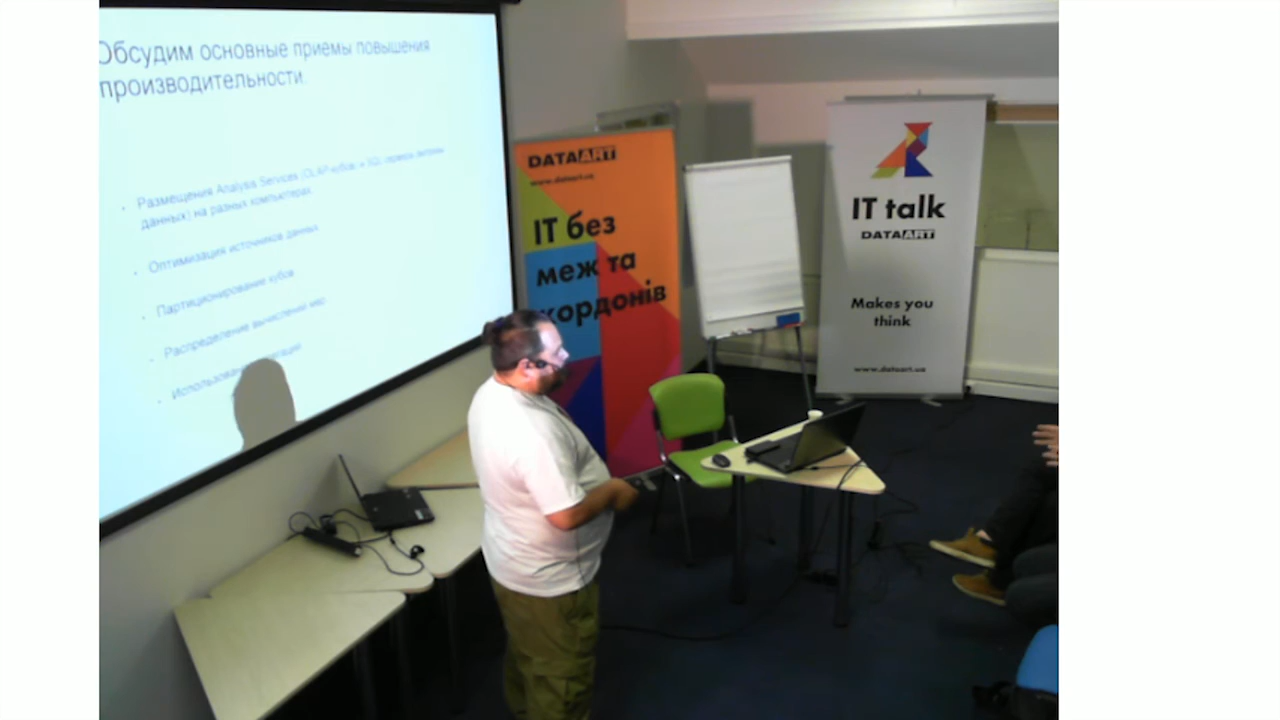 Обсудим основные приемы повышения
производительности.
Размещения Analysis Services (OLAP-кубов и SQL сервера
данных) на разных компьютерах.
Оптимизация источников данных
Партиционирование кубов
Распределение вычислений мер
DATAART
www.dataart.ua
IT без
меж та
кордонів
IT talk
DATAART
Makes you
think
www.dataart.ua